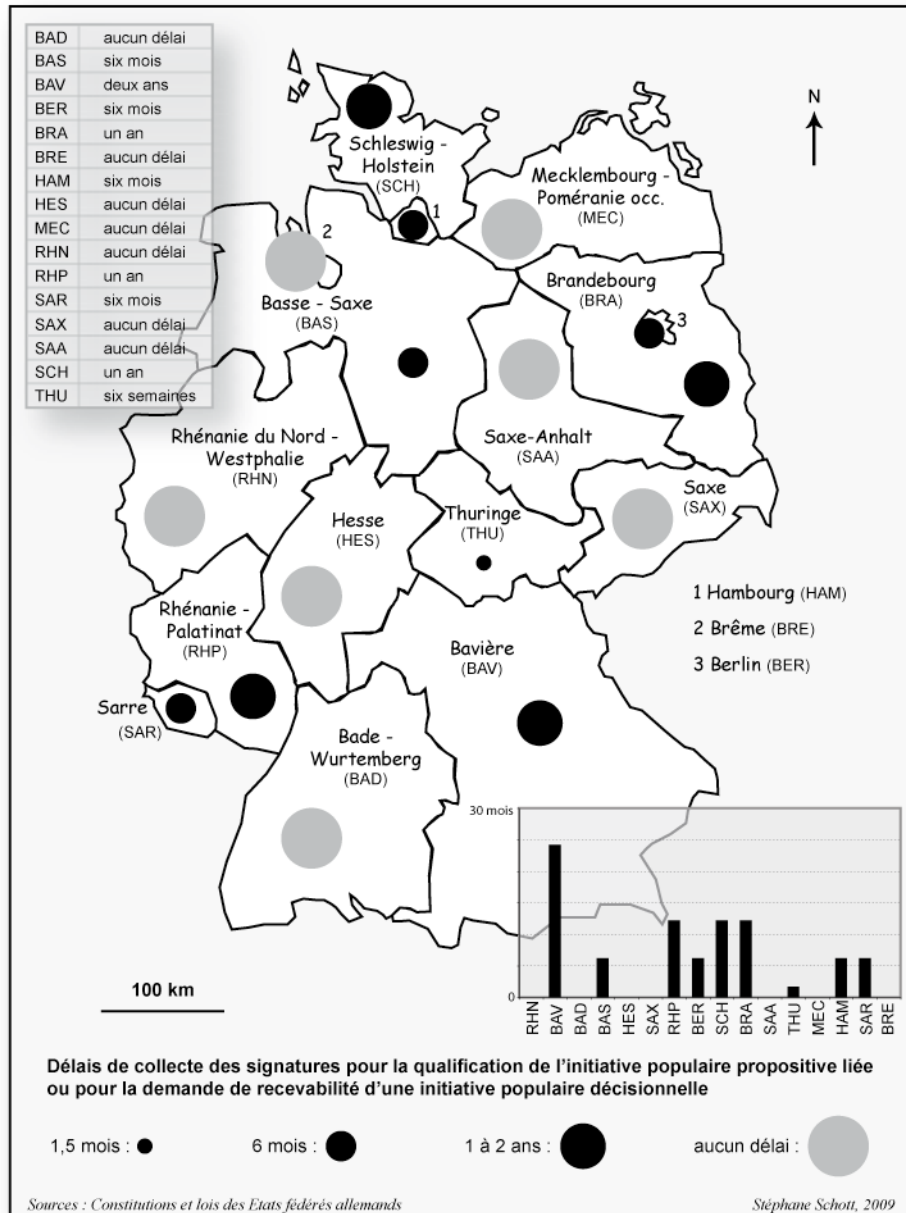 BAD aucun délai
BAS six mois
BAV deux ans
BER six mois
BRA un an
BRE aucun délai
HAM six mois
HES aucun délai
MEC aucun délai
RHN aucun délai
RHP un an
SAR six mois
SAX aucun délai
SAA aucun délai
SCH un an
THU six semaines
N
Schleswig -
Holstein
(SCH)
Mecklembourg -
Poméranie occ.
(MEC)
1
2
Basse - Saxe
(BAS)
Brandebourg
(BRA)
3
Rhénanie du Nord -
Westphalie
(RHN)
Saxe-Anhalt
(SAA)
Hesse
(HES)
Thuringe
(THU)
Saxe
(SAX)
Rhénanie -
Palatinat
(RHP)
Bavière
(BAV)
1 Hambourg (HAM)
2 Brême (BRE)
3 Berlin (BER)
Sarre
(SAR)
Bade -
Wurtemberg
(BAD)
30 mois
0
RHN BAV BAD BAS HES SAX RHP BER SCH BRA SAA THU MEC HAM SAR BRE
100 km
Délais de collecte des signatures pour la qualification de l'initiative populaire propositive liée
ou pour la demande de recevabilité d'une initiative populaire décisionnelle
1,5 mois : 6 mois : 1 à 2 ans : aucun délai :
Sources : Constitutions et lois des Etats fédérés allemands Stéphane Schott, 2009